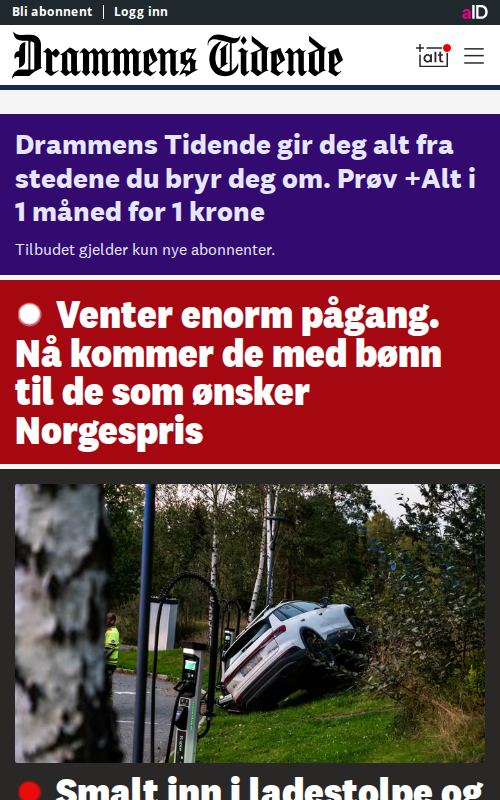 Bli abonnent
Logg inn
aID
Drammens Tidende
+alt
Drammens Tidende gir deg alt fra
stedene du bryr deg om. Prøv +Alt i
1 måned for 1 krone
Tilbudet gjelder kun nye abonnenter.
Venter enorm pågang.
Nå kommer de med bønn
til de som ønsker
Norgespris
Smalt inn i ladestolpe og